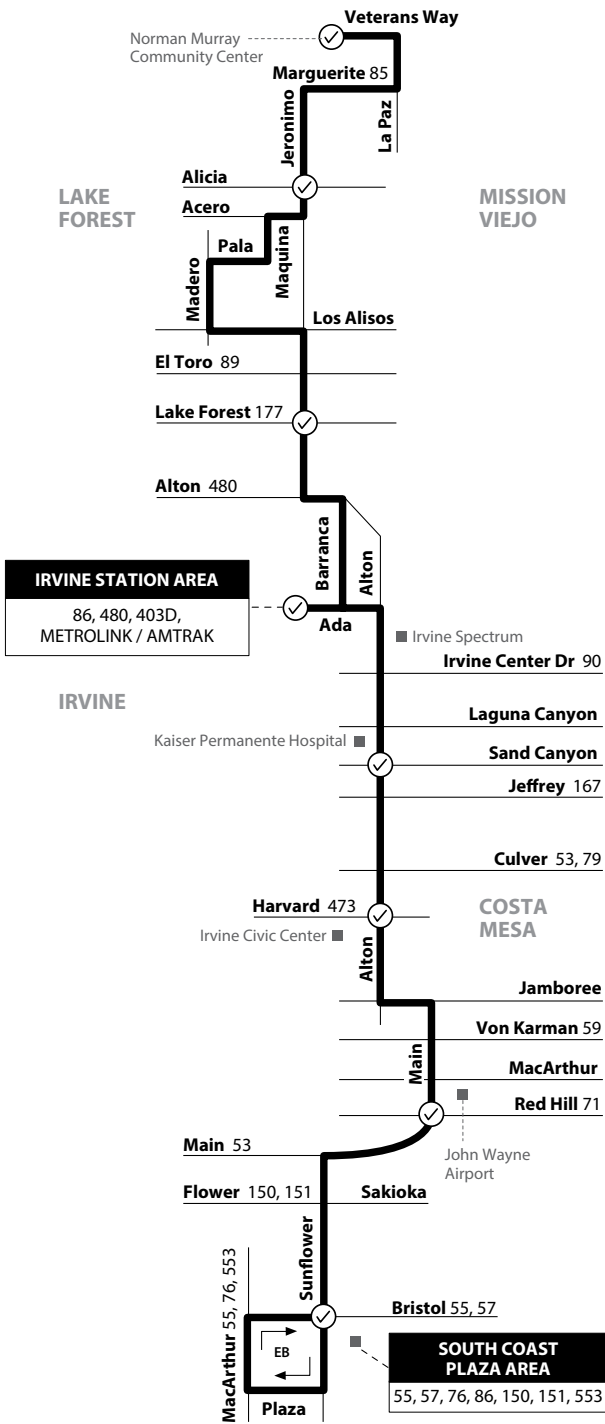 Veterans Way
Norman Murray
Community Center
Marguerite 85
Jeronimo
La Paz
Alicia
LAKE
FOREST
MISSION
VIEJO
Acero
Pala
Maquina
Madero
Los Alisos
El Toro 89
Lake Forest 177
Alton 480
Barranca
Alton
IRVINE STATION AREA
86, 480, 403D,
METROLINK / AMTRAK
Ada
Irvine Spectrum
Irvine Center Dr 90
IRVINE
Laguna Canyon
Kaiser Permanente Hospital
Sand Canyon
Jeffrey 167
Culver 53, 79
Harvard 473
COSTA
MESA
Irvine Civic Center
Alton
Jamboree
Von Karman 59
Main
MacArthur
Red Hill 71
Main 53
John Wayne
Airport
Flower 150, 151
Sakioka
Sunflower
MacArthur 55, 76, 553
Bristol 55, 57
EB
SOUTH COAST
PLAZA AREA
55, 57, 76, 86, 150, 151, 553
Plaza